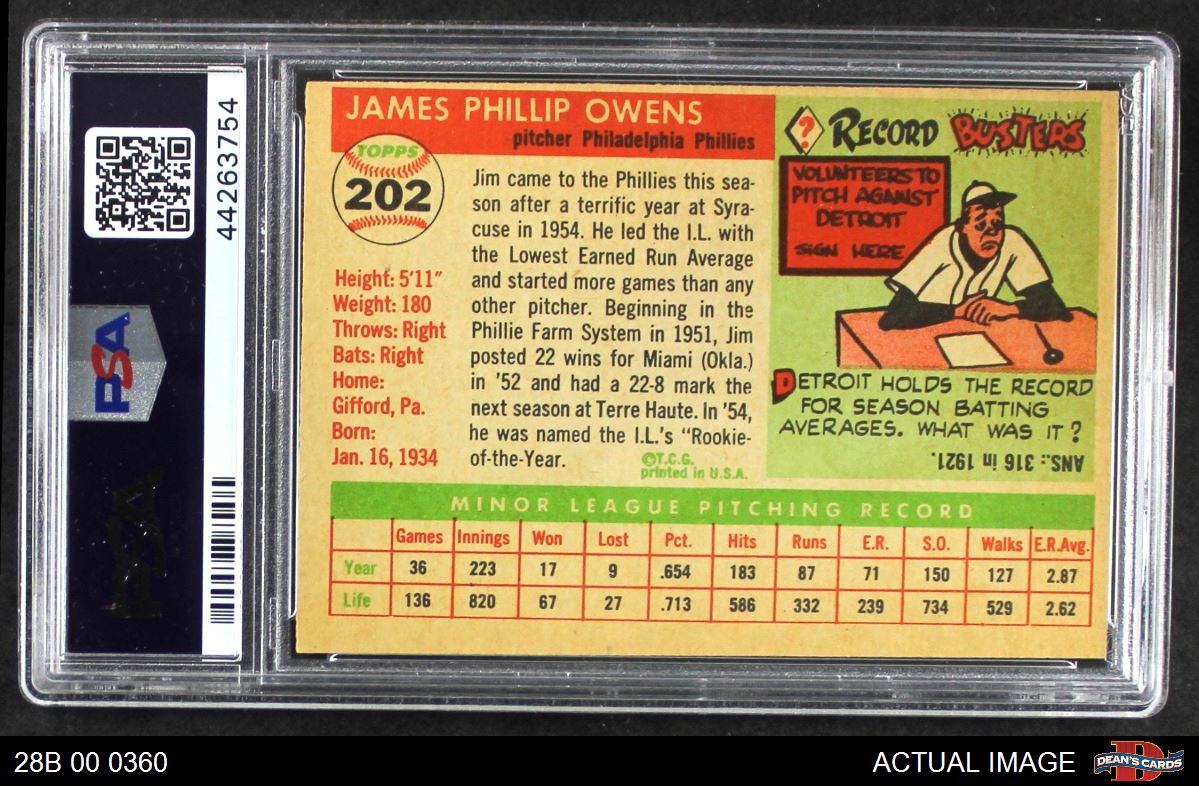 44263754
PSA
PSA
JAMES PHILLIP OWENS
pitcher Philadelphia Phillies
TOPPS
202
Height: 5'11"
Weight: 180
Throws: Right
Bats: Right
Home:
Gifford, Pa.
Born:
Jan. 16, 1934
Jim came to the Phillies this sea-
son after a terrific year at Syra-
cuse in 1954. He led the I.L. with
the Lowest Earned Run Average
and started more games than any
other pitcher. Beginning in the
Phillie Farm System in 1951, Jim
posted 22 wins for Miami (Okla.)
in '52 and had a 22-8 mark the
next season at Terre Haute. In '54,
he was named the I.L.'s "Rookie-
of-the-Year.
©T.C.G.
printed in U.S.A.
? RECORD BUSTERS
VOLUNTEERS TO
PITCH AGAINST
DETROIT
SIGN HERE
DETROIT HOLDS THE RECORD
FOR SEASON BATTING
AVERAGES. WHAT WAS IT?
ANS.: 316 in 1921.
MINOR LEAGUE PITCHING RECORD
Games Innings Won Lost Pct. Hits Runs E.R. S.O. Walks E.R.Avg.
Year 36 223 17 9 .654 183 87 71 150 127 2.87
Life 136 820 67 27 .713 586 332 239 734 529 2.62
28B 00 0360
ACTUAL IMAGE
D
DEAN'S CARDS